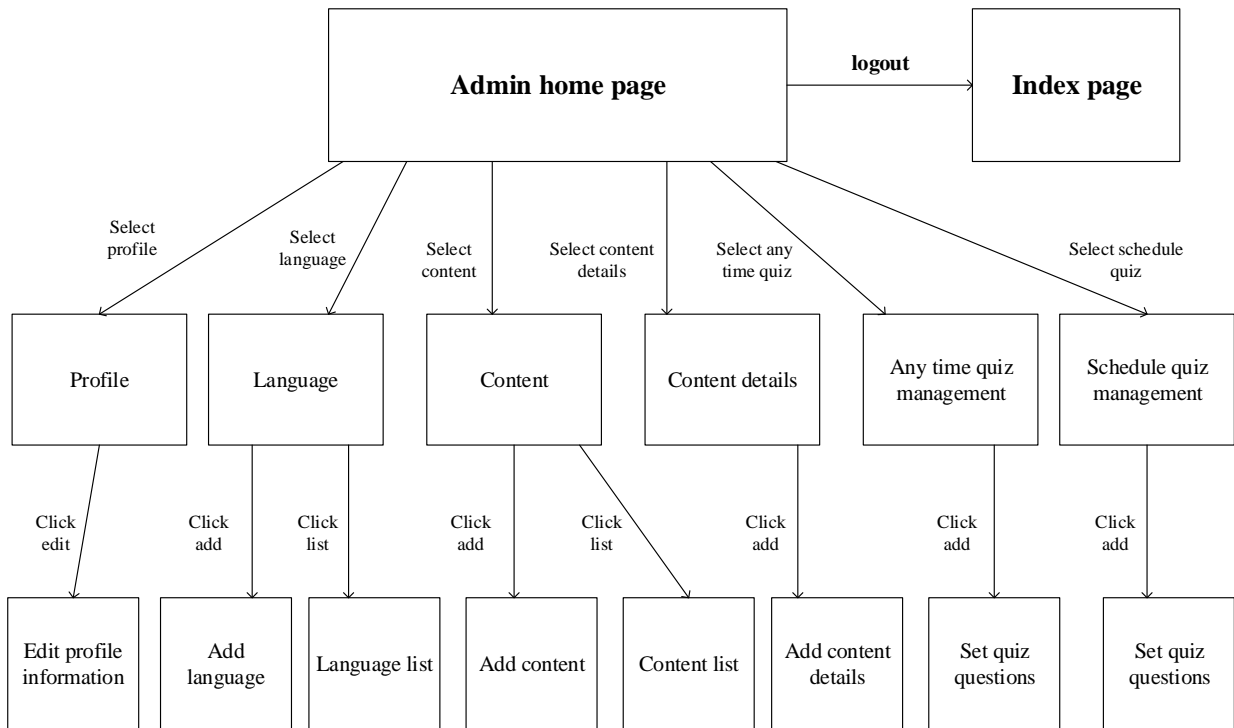 Admin home page
logout
Index page
Select
profile
Select
language
Select
content
Select content
details
Select any
time quiz
Select schedule
quiz
Profile
Language
Content
Content details
Any time quiz
management
Schedule quiz
management
Click
edit
Click
add
Click
list
Click
add
Click
list
Click
add
Click
add
Click
add
Edit profile
information
Add
language
Language list
Add content
Content list
Add content
details
Set quiz
questions
Set quiz
questions